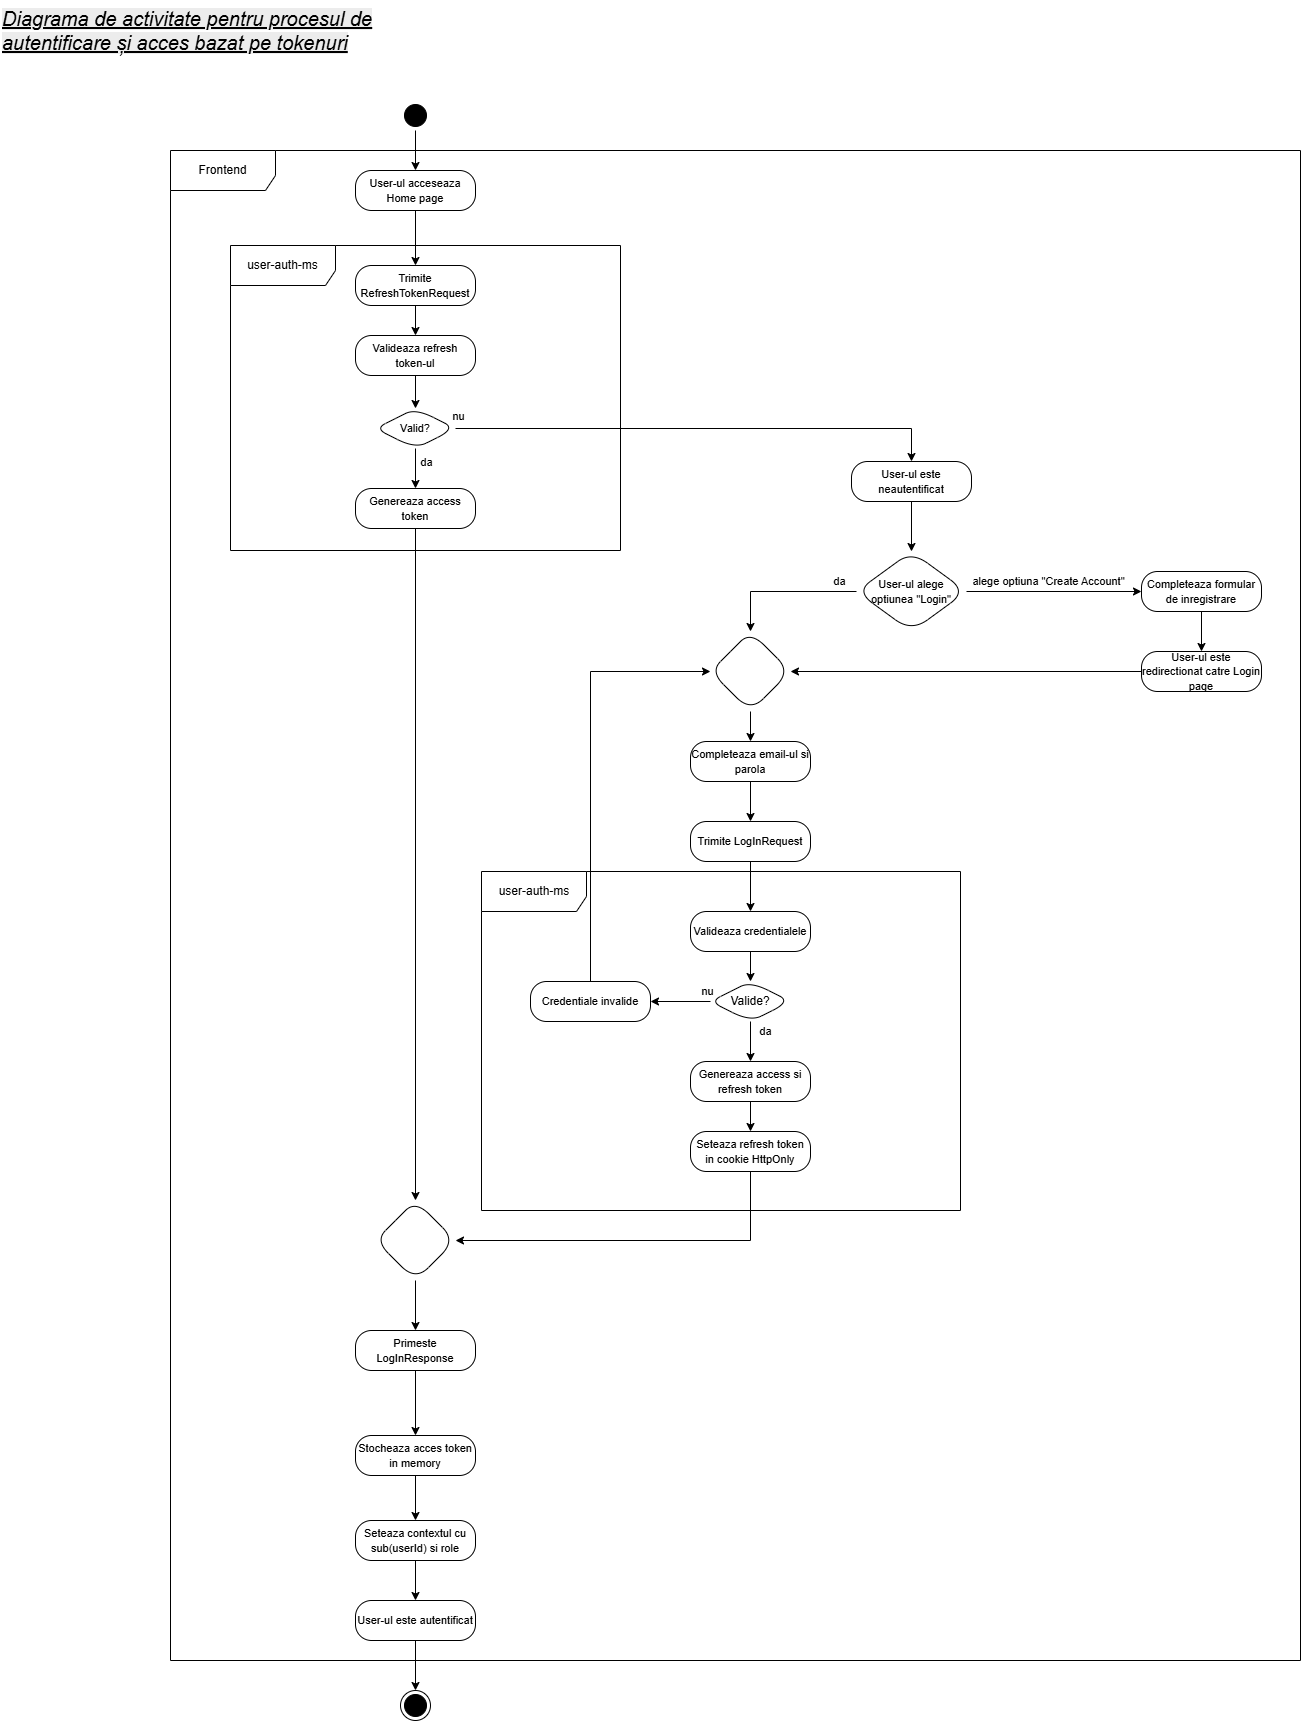 Diagrama de activitate pentru procesul de
autentificare și acces bazat pe tokenuri
Frontend
User-ul acceseaza
Home page
user-auth-ms
Trimite
RefreshTokenRequest
Valideaza refresh
token-ul
Valid?
nu
da
Genereaza access
token
User-ul este
neautentificat
User-ul alege
optiunea "Login"
da
alege optiuna "Create Account"
Completeaza formular
de inregistrare
User-ul este
redirectionat catre Login
page
Completeaza email-ul si
parola
Trimite LogInRequest
user-auth-ms
Valideaza credentialele
Valide?
nu
Credentiale invalide
da
Genereaza access si
refresh token
Seteaza refresh token
in cookie HttpOnly
Primeste
LogInResponse
Stocheaza acces token
in memory
Seteaza contextul cu
sub(userId) si role
User-ul este autentificat